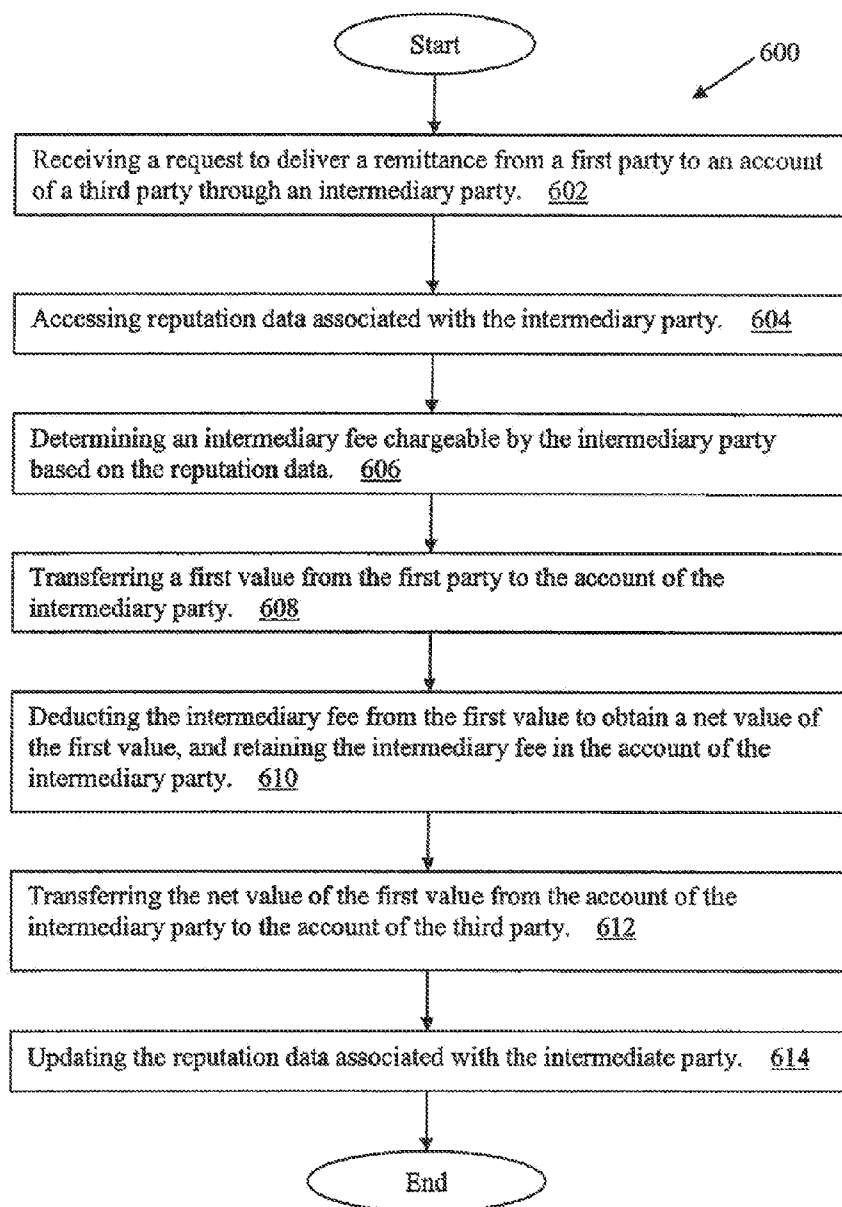 Start
600
Receiving a request to deliver a remittance from a first party to an account
of a third party through an intermediary party. 602
Accessing reputation data associated with the intermediary party. 604
Determining an intermediary fee chargeable by the intermediary party
based on the reputation data. 606
Transferring a first value from the first party to the account of the
intermediary party. 608
Deducting the intermediary fee from the first value to obtain a net value of
the first value, and retaining the intermediary fee in the account of the
intermediary party. 610
Transferring the net value of the first value from the account of the
intermediary party to the account of the third party. 612
Updating the reputation data associated with the intermediate party. 614
End